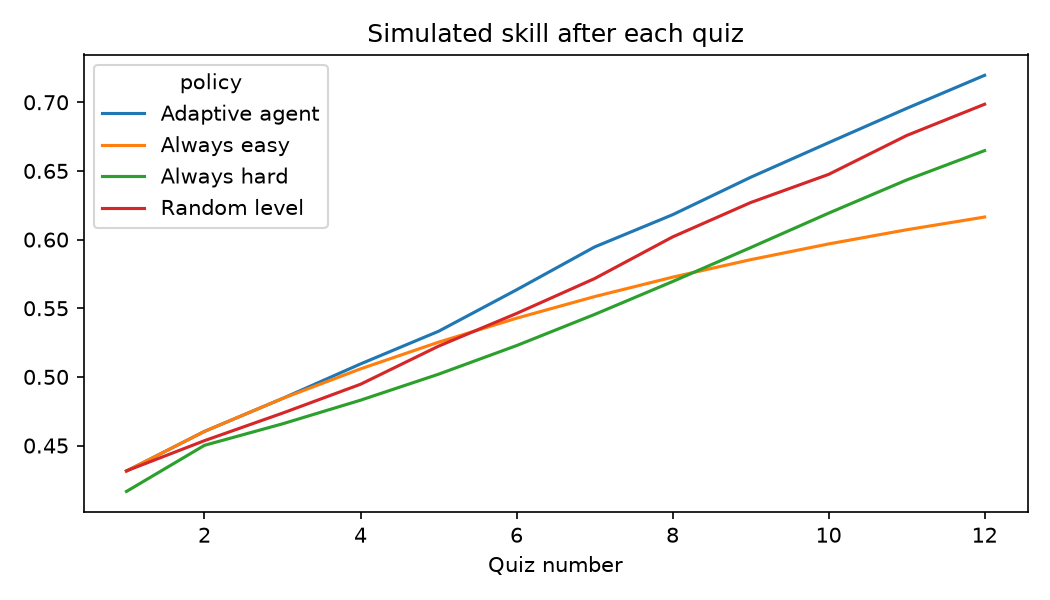 Simulated skill after each quiz
policy
Adaptive agent
Always easy
Always hard
Random level
0.70
0.65
0.60
0.55
0.50
0.45
2 4 6 8 10 12
Quiz number